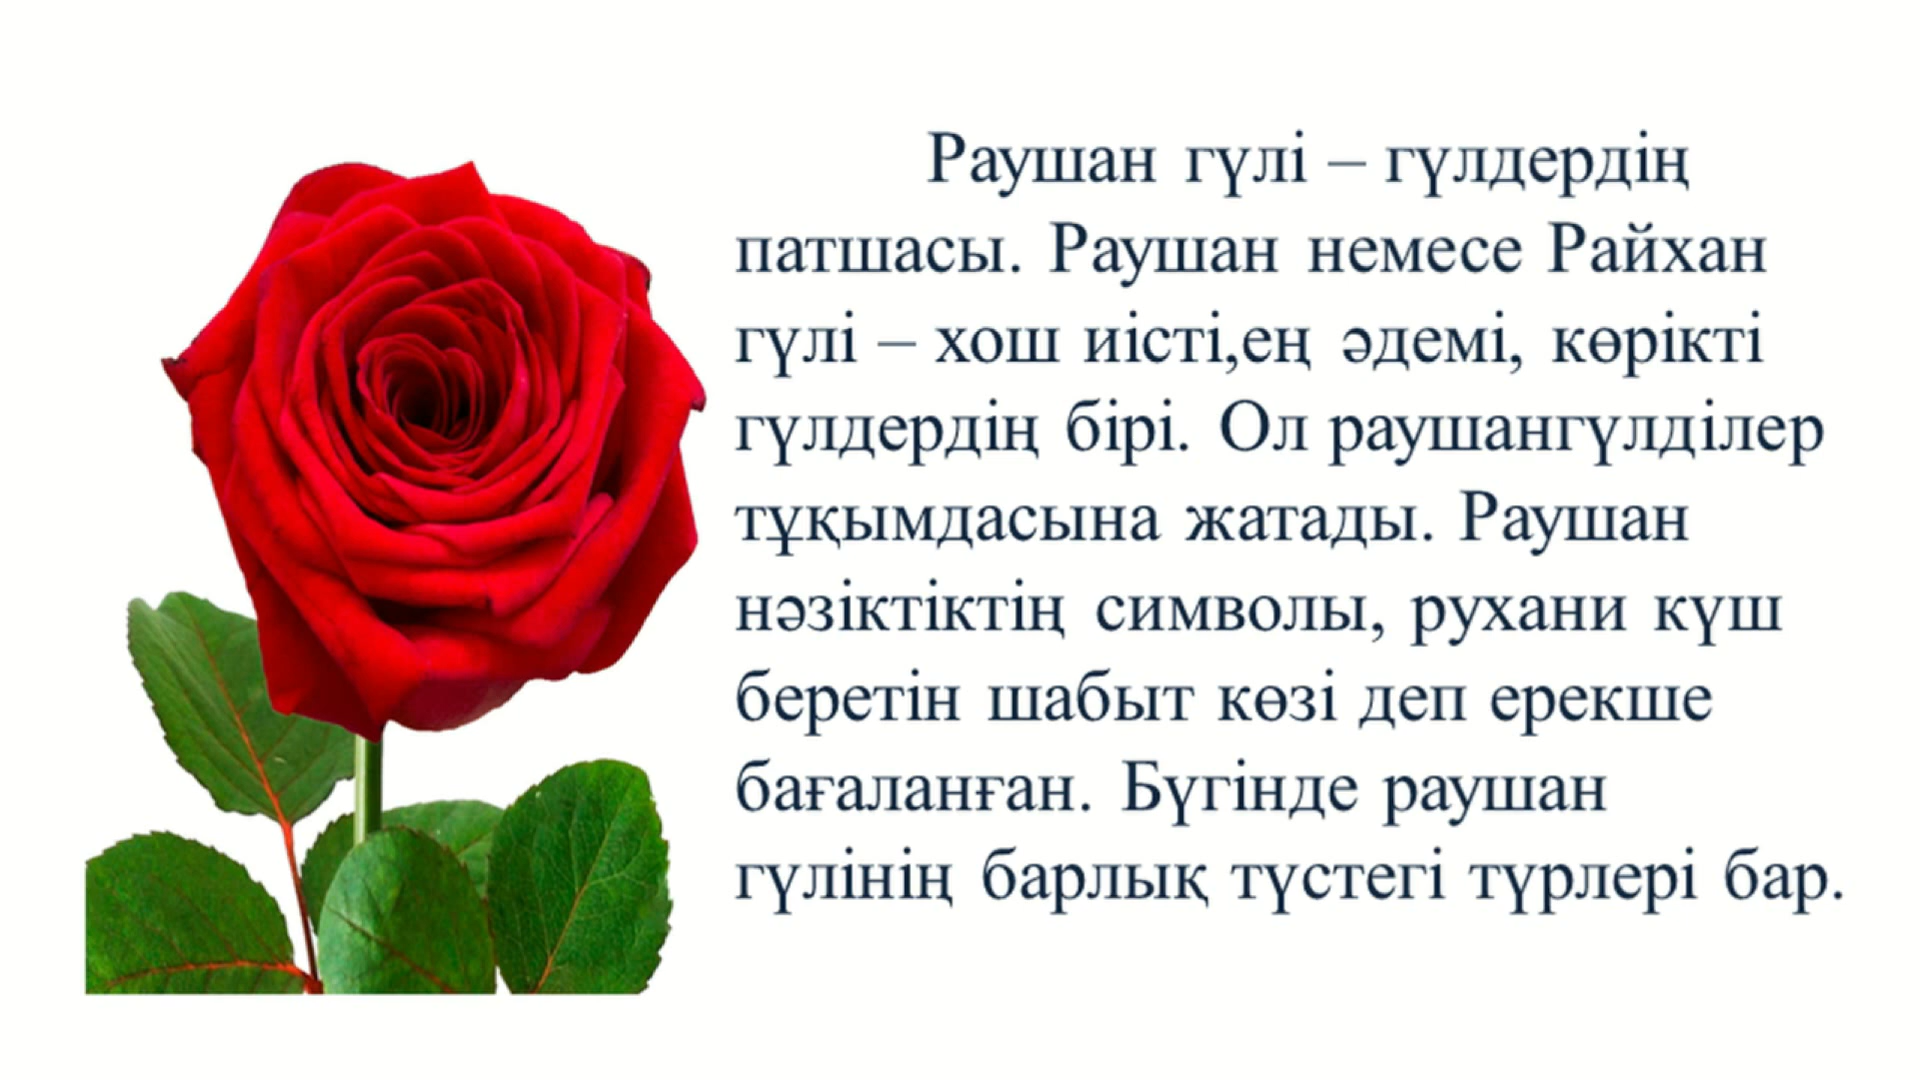 Раушан гүлі – гүлдердің
патшасы. Раушан немесе Райхан
гүлі – хош иісті,ең әдемі, көрікті
гүлдердің бірі. Ол раушангүлділер
тұқымдасына жатады. Раушан
нәзіктіктің символы, рухани күш
беретін шабыт көзі деп ерекше
бағаланған. Бүгінде раушан
гүлінің барлық түстегі түрлері бар.